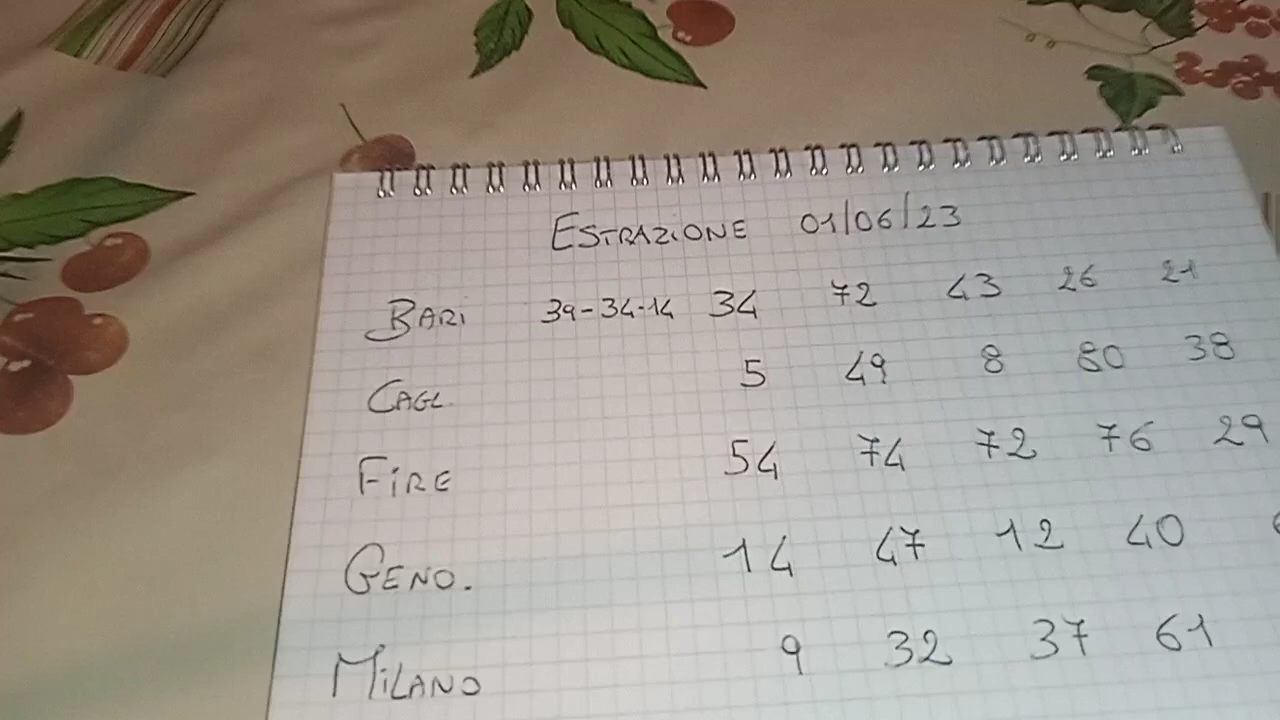 ESTRAZIONE 01/06/23
BARI 39-34-14 34 72 43 26 21
CAGL. 5 49 8 80 38
FIRE 54 74 72 76 29
GENO. 14 47 12 40
MILANO 9 32 37 61